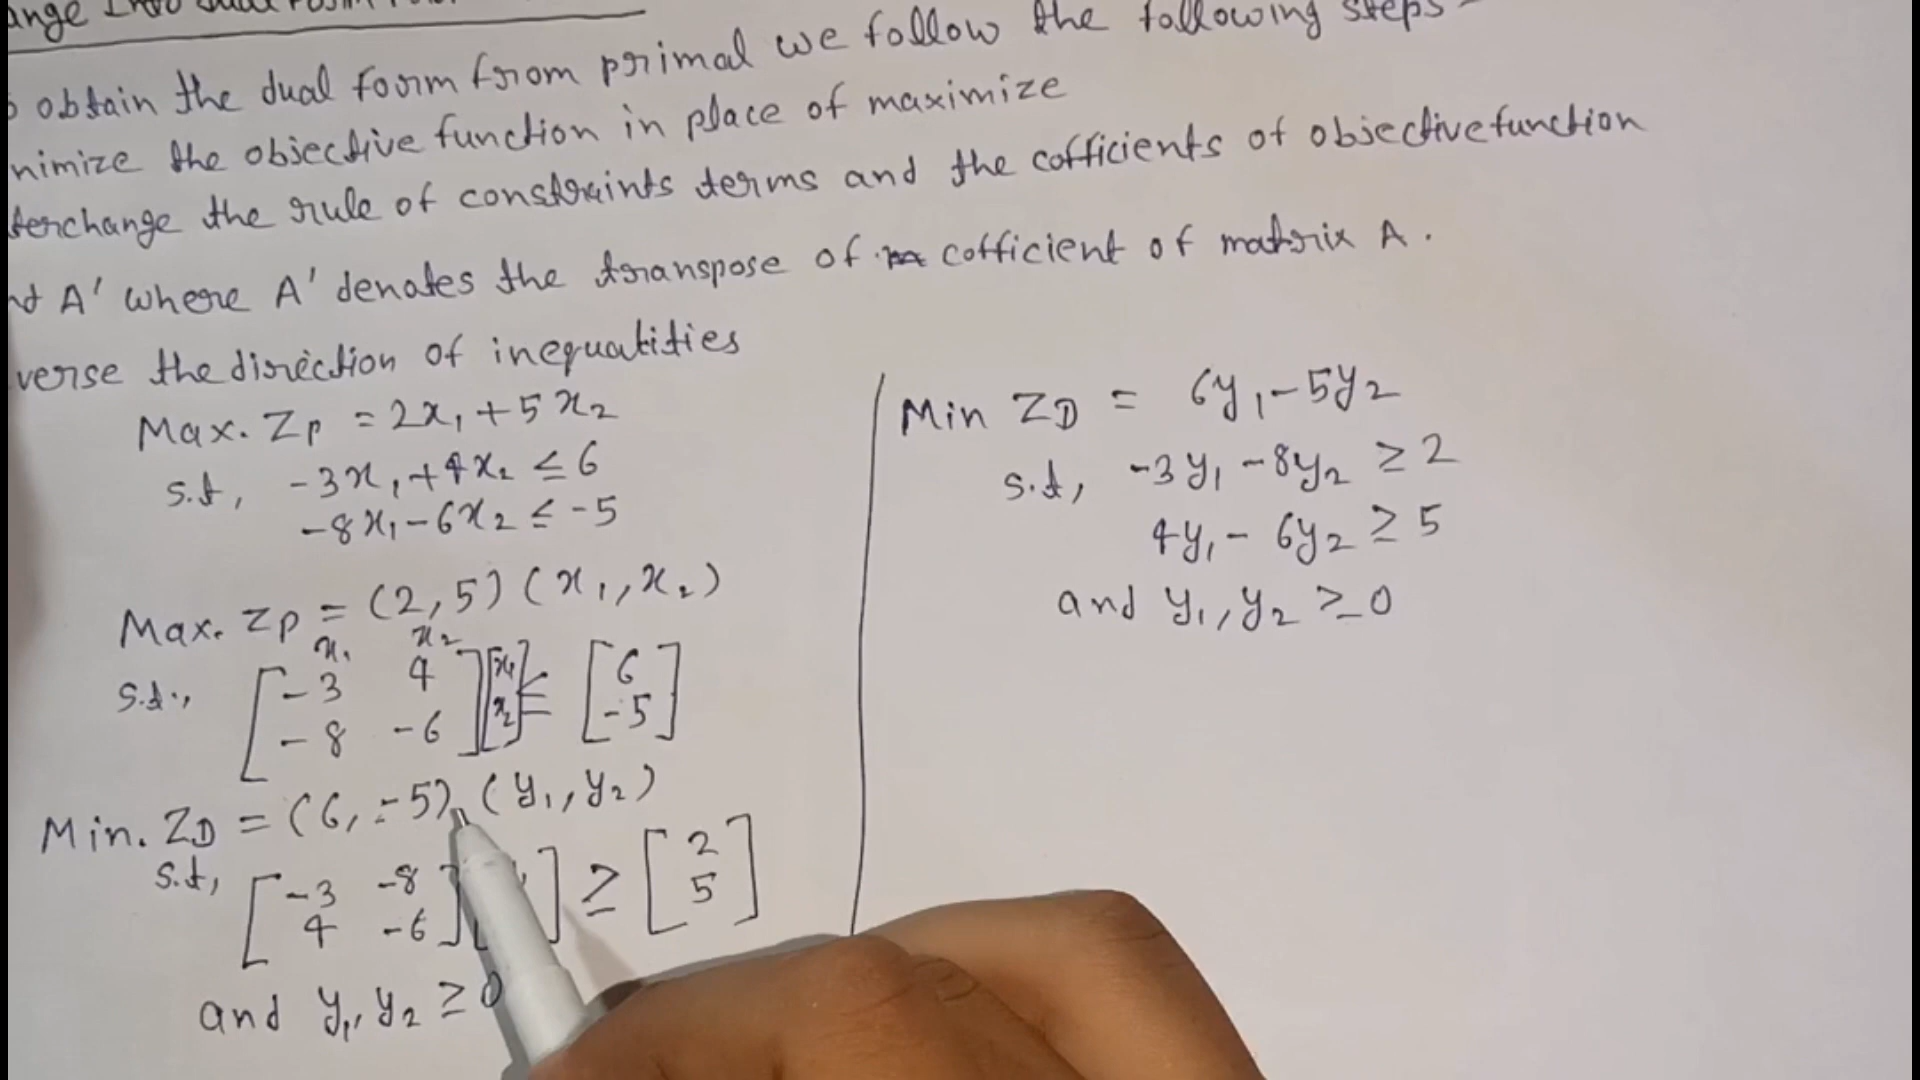 obtain the dual form from primal we follow the following steps
nimize the objective function in place of maximize
terchange the rule of constraints terms and the cofficients of objective function
A' where A' denotes the transpose of cofficient of matrix A.
verse the direction of inequatities
Max. Zp = 2x₁ + 5x₂
s.t, -3x₁ + 4x₂ ≤ 6
-8x₁ - 6x₂ ≤ -5
Max. Zp = (2, 5) (x₁, x₂)
x₁ x₂
s.t., [-3 4] [x₁] ≤ [6]
[-8 -6] [x₂] [-5]
Min. ZD = (6, -5) (y₁, y₂)
s.t, [-3 -8] ≥ [2]
[4 -6] [5]
and y₁, y₂ ≥ 0
Min ZD = 6y₁ - 5y₂
s.t, -3y₁ - 8y₂ ≥ 2
4y₁ - 6y₂ ≥ 5
and y₁, y₂ ≥ 0